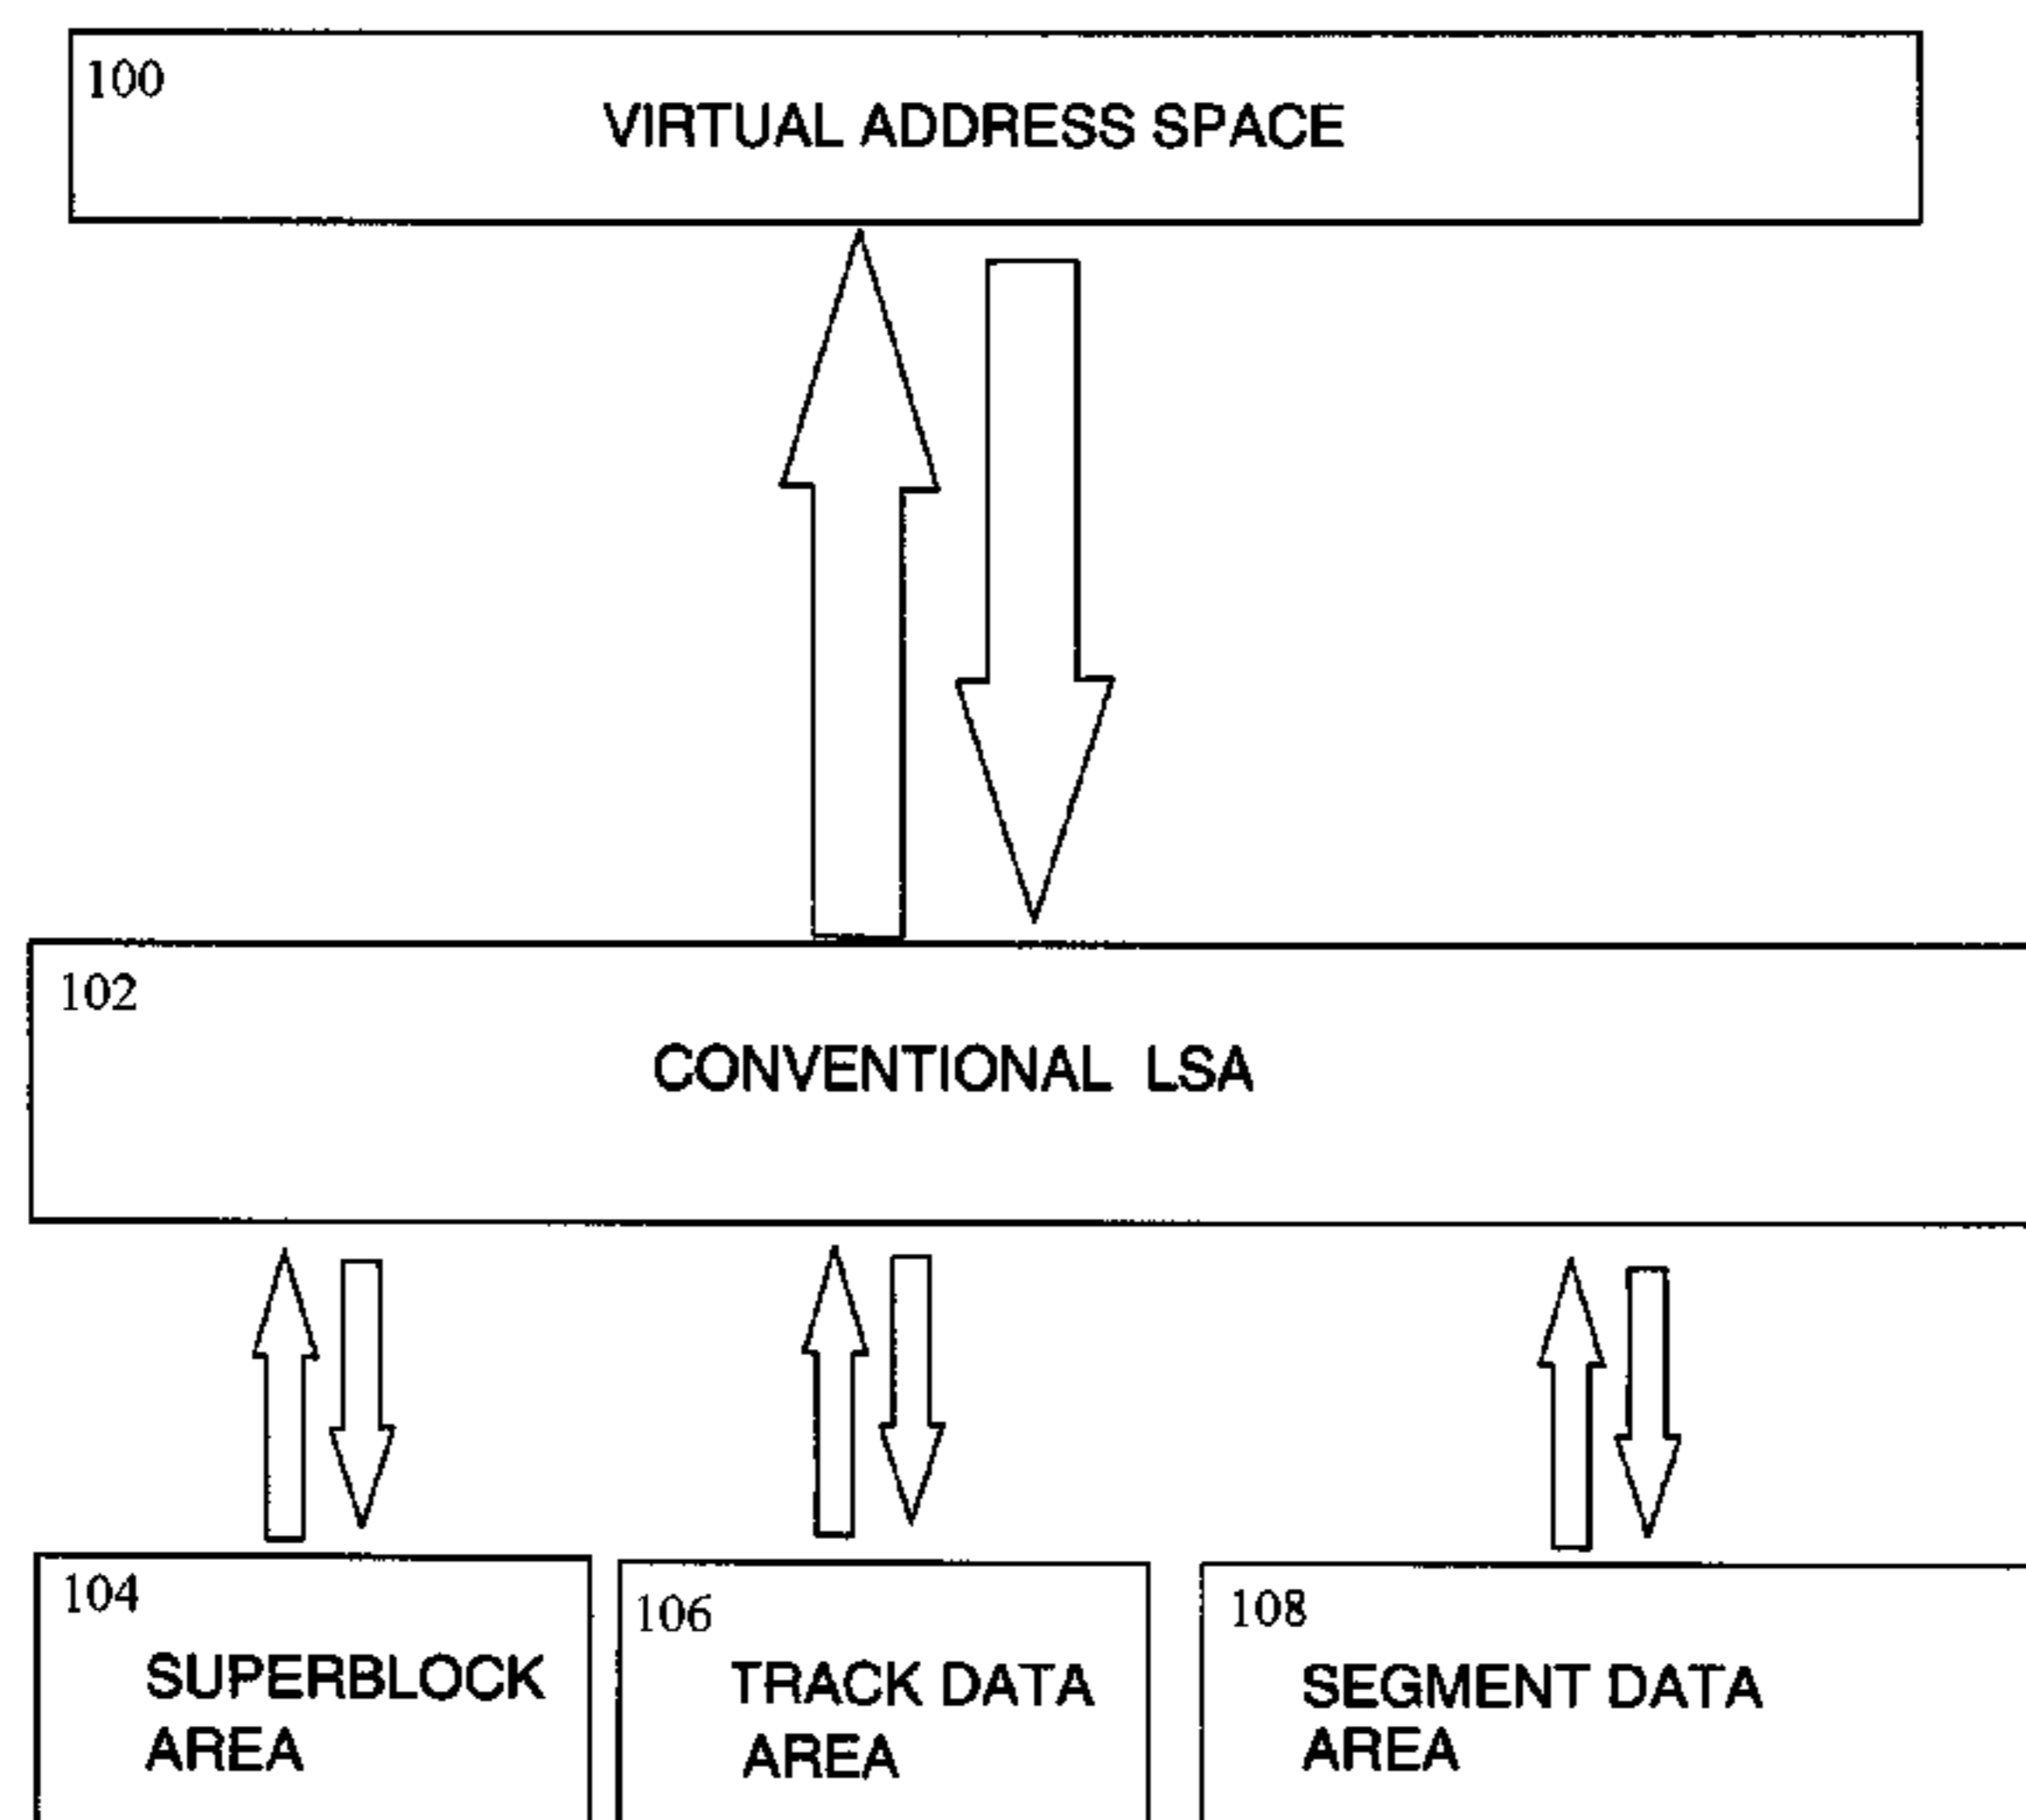 100
VIRTUAL ADDRESS SPACE
102
CONVENTIONAL LSA
104
SUPERBLOCK
AREA
106
TRACK DATA
AREA
108
SEGMENT DATA
AREA